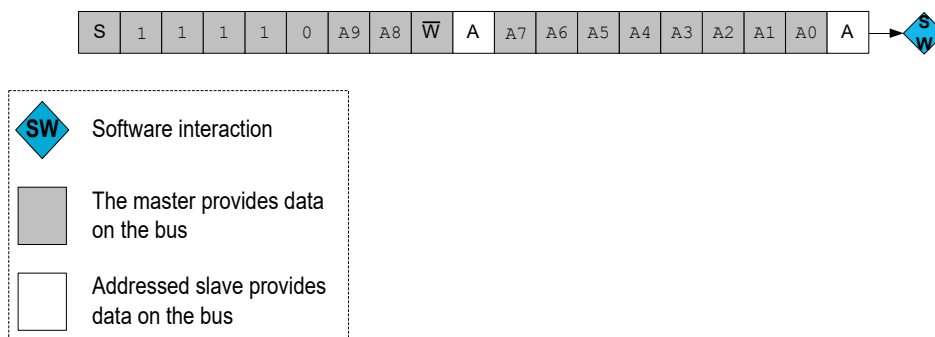 S 1 1 1 1 0 A9 A8 W̅ A A7 A6 A5 A4 A3 A2 A1 A0 A S W
SW Software interaction
The master provides data
on the bus
Addressed slave provides
data on the bus